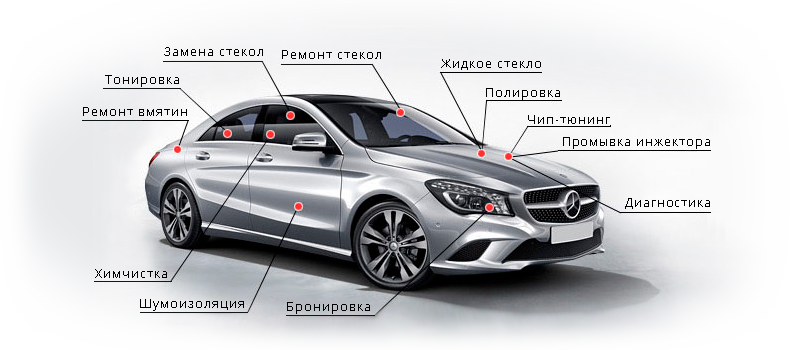 Замена стекол
Ремонт стекол
Жидкое стекло
Тонировка
Полировка
Ремонт вмятин
Чип-тюнинг
Промывка инжектора
Диагностика
Химчистка
Шумоизоляция
Бронировка